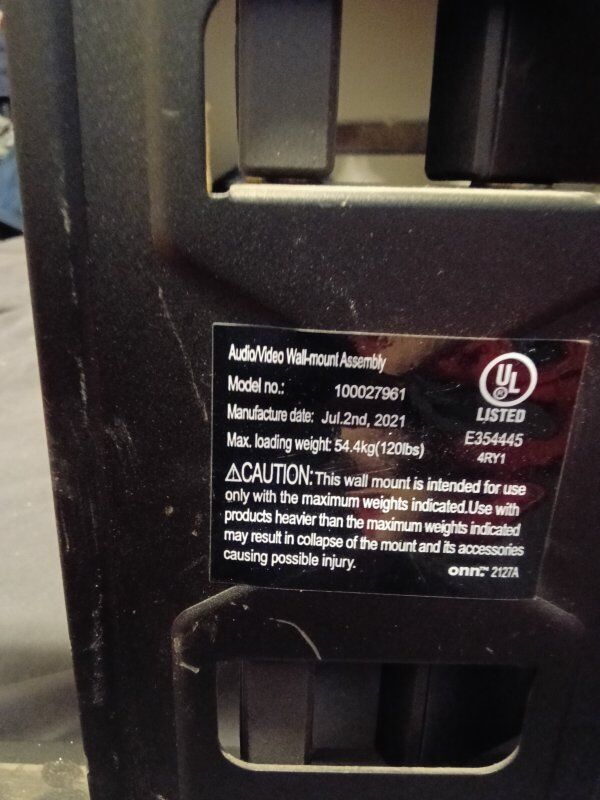 Audio/Video Wall-mount Assembly
Model no.: 100027961
Manufacture date: Jul.2nd, 2021
Max. loading weight: 54.4kg(120lbs)
UL
®
LISTED
E354445
4RY1
⚠CAUTION: This wall mount is intended for use
only with the maximum weights indicated.Use with
products heavier than the maximum weights indicated
may result in collapse of the mount and its accessories
causing possible injury.
onn.™ 2127A